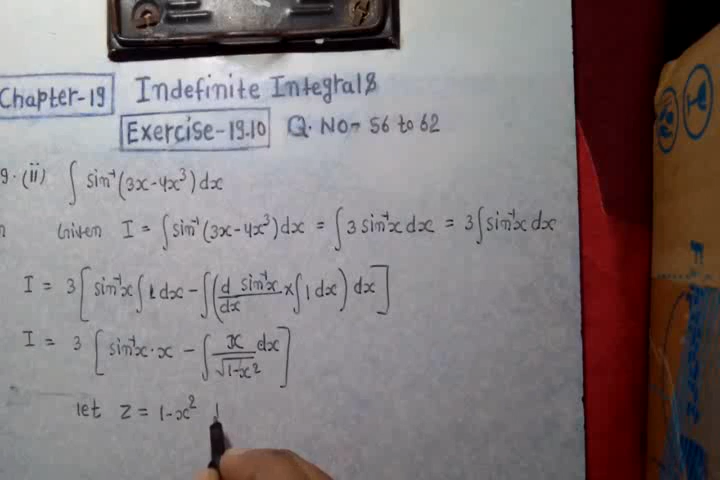 Chapter-19 Indefinite Integrals
Exercise-19.10 Q. No- 56 to 62
9. (ii) ∫ sin⁻¹(3x-4x³)dx
Given I = ∫sin⁻¹(3x-4x³)dx = ∫3 sin⁻¹x dx = 3∫sin⁻¹x dx
I = 3[sin⁻¹x∫1 dx - ∫(d/dx sin⁻¹x × ∫1 dx) dx]
I = 3[sin⁻¹x·x - ∫x/√(1-x²) dx]
let z = 1-x²